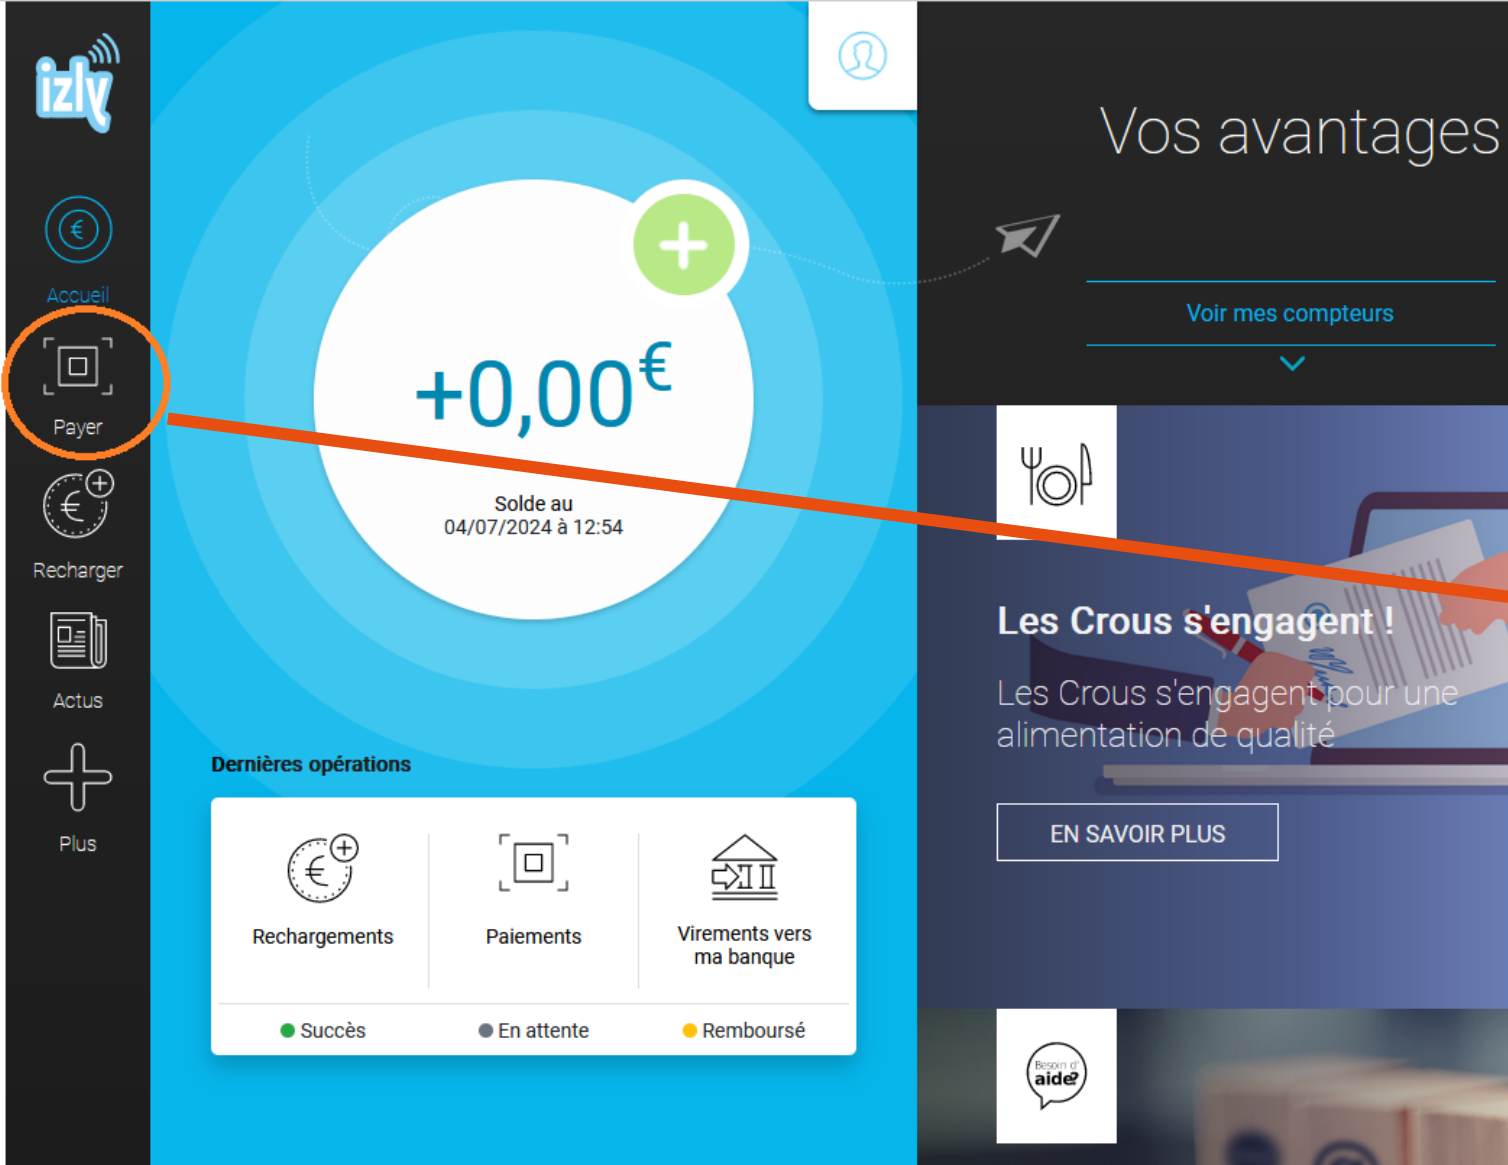 izly
Accueil
Payer
Recharger
Actus
Plus
+0,00€
Solde au
04/07/2024 à 12:54
Dernières opérations
Rechargements
Paiements
Virements vers
ma banque
Succès
En attente
Remboursé
Vos avantages
Voir mes compteurs
Les Crous s'engagent !
Les Crous s'engagent pour une
alimentation de qualité
EN SAVOIR PLUS
Besoin d'
aide?